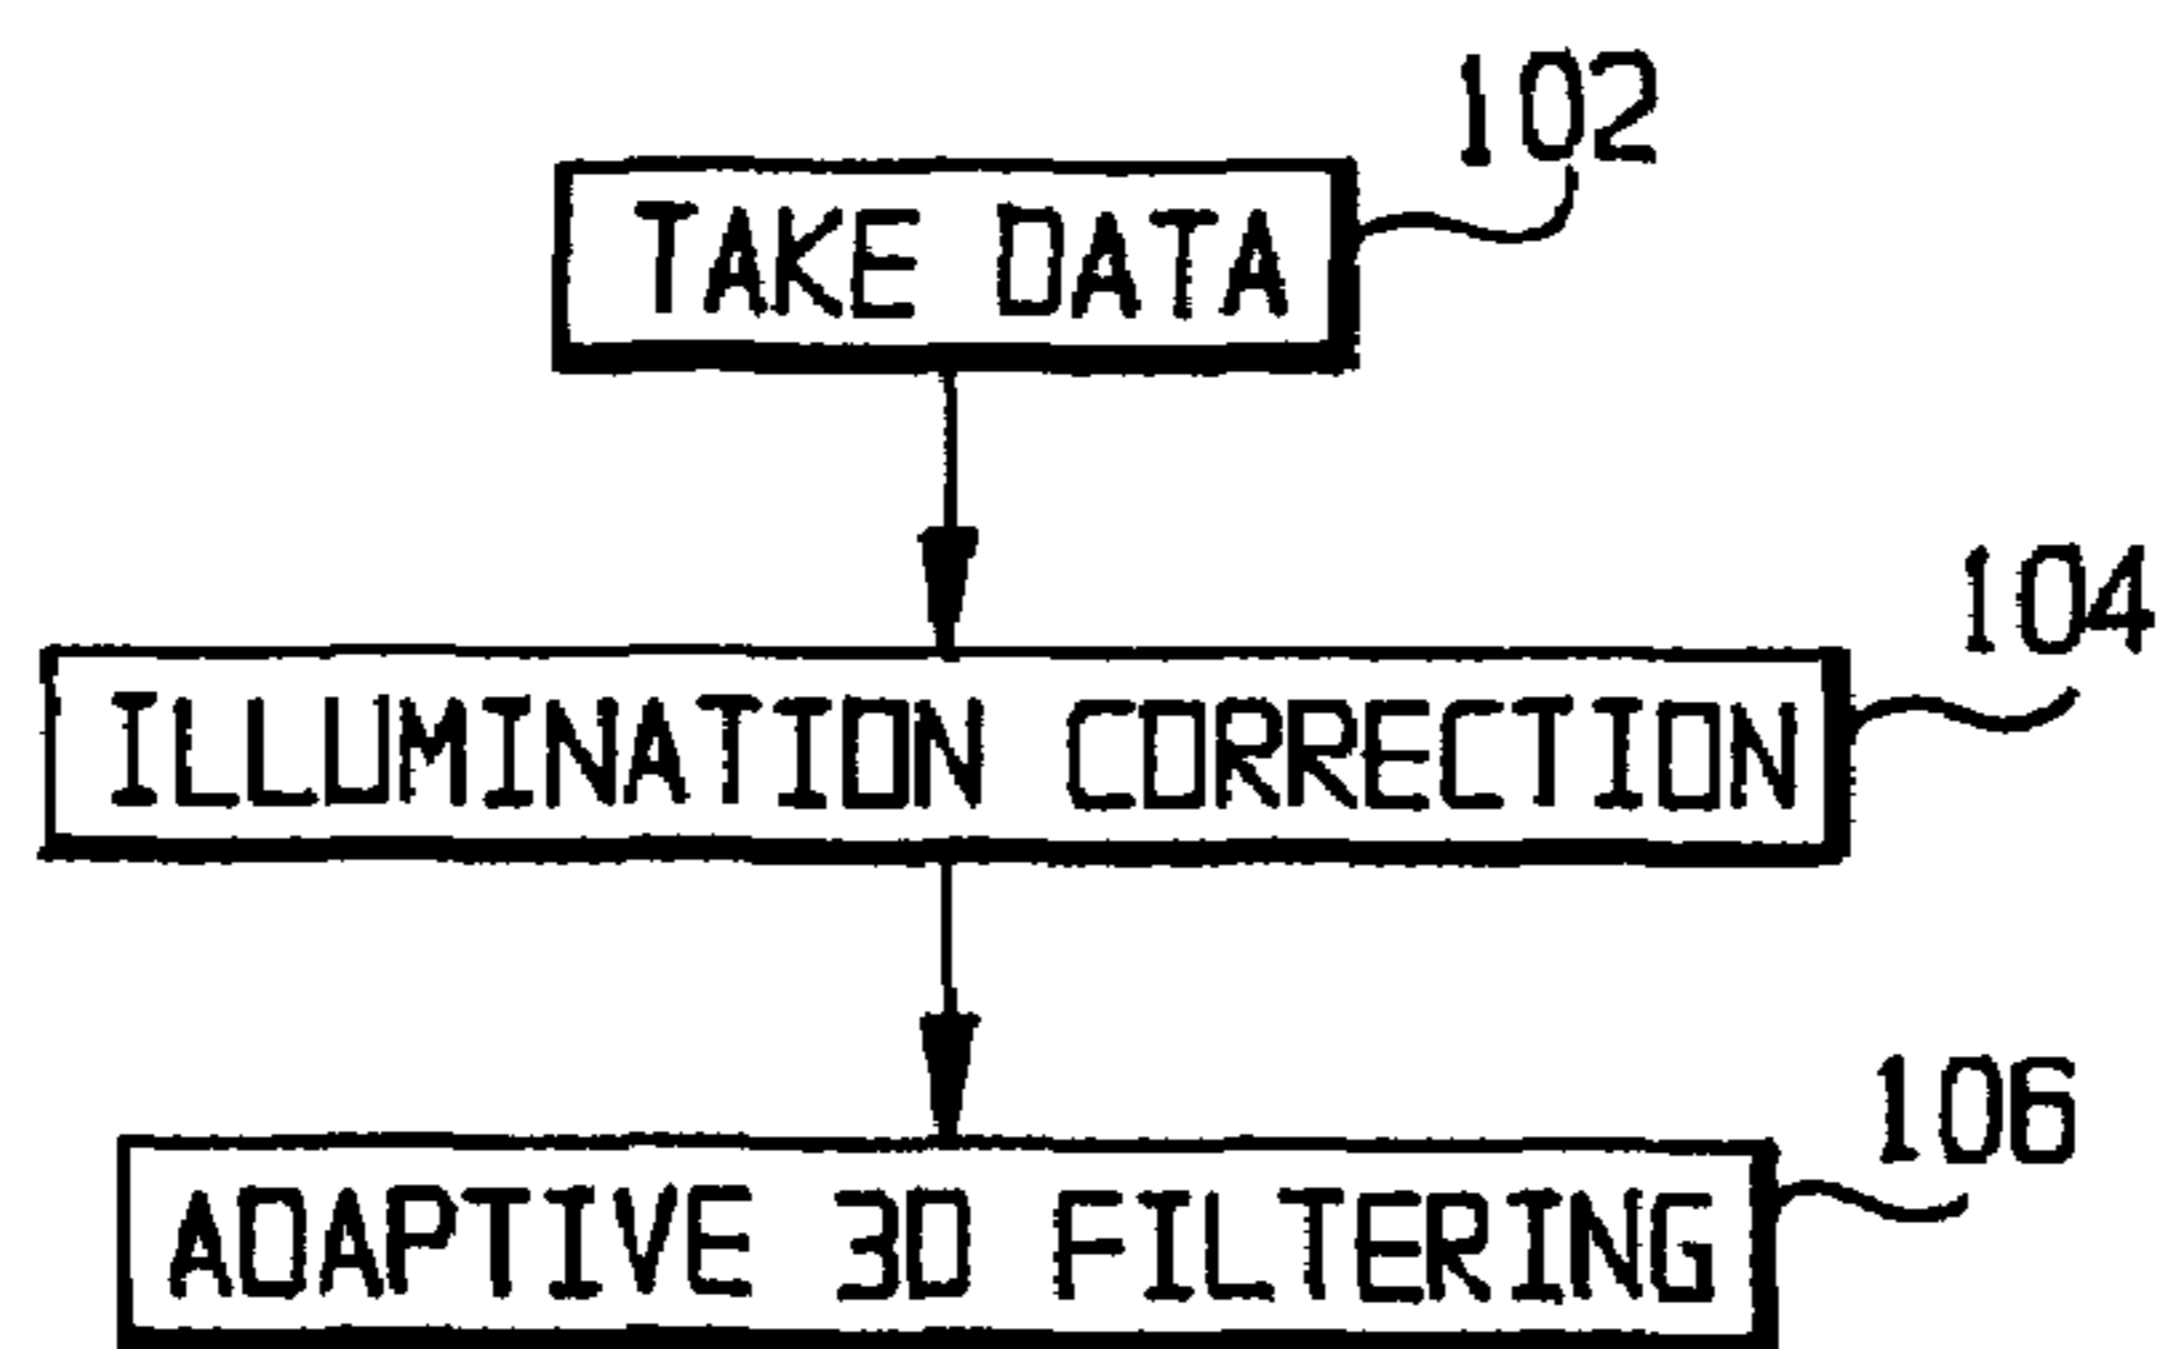 102
TAKE DATA
104
ILLUMINATION CORRECTION
106
ADAPTIVE 3D FILTERING